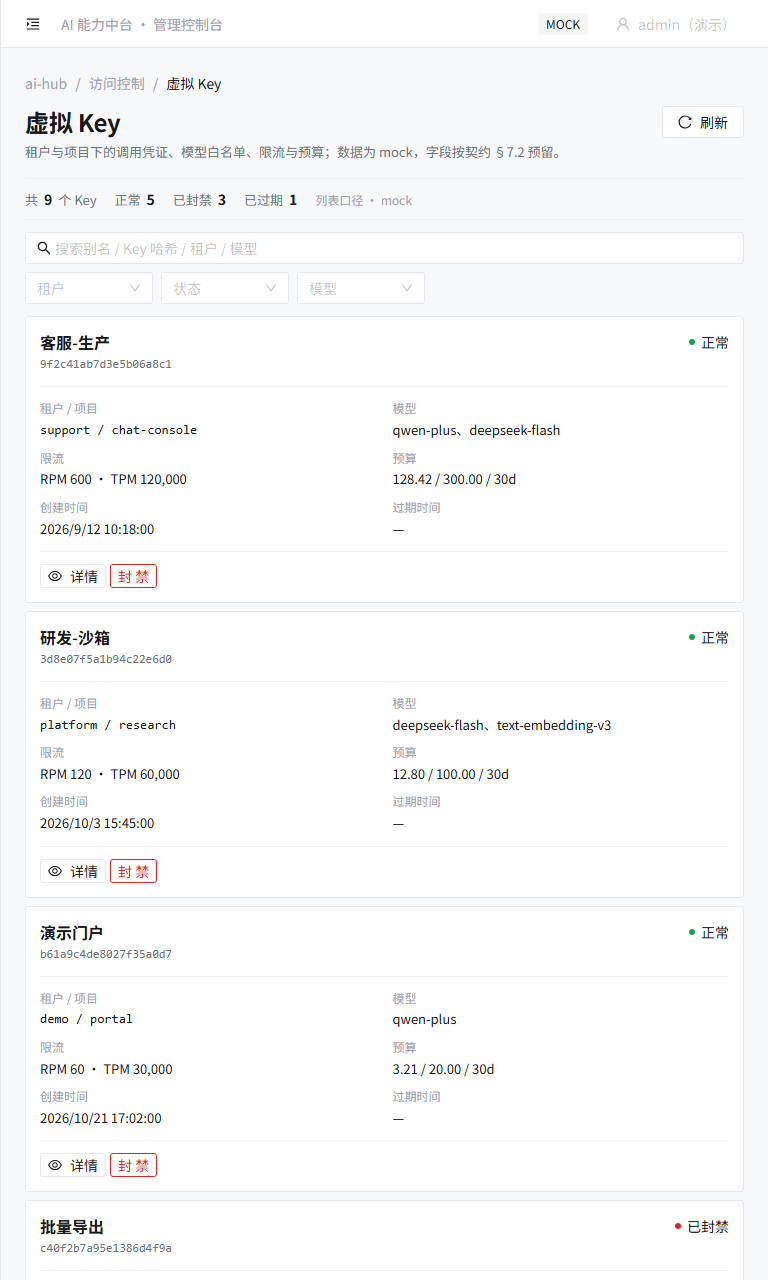 AI 能力中台 · 管理控制台
MOCK
admin（演示）
ai-hub / 访问控制 / 虚拟 Key
虚拟 Key
刷新
租户与项目下的调用凭证、模型白名单、限流与预算；数据为 mock，字段按契约 §7.2 预留。
共 9 个 Key 正常 5 已封禁 3 已过期 1 列表口径 · mock
搜索别名 / Key 哈希 / 租户 / 模型
租户 状态 模型
客服-生产 正常
9f2c41ab7d3e5b06a8c1
租户 / 项目 模型
support / chat-console qwen-plus、deepseek-flash
限流 预算
RPM 600 · TPM 120,000 128.42 / 300.00 / 30d
创建时间 过期时间
2026/9/12 10:18:00 —
详情 封 禁
研发-沙箱 正常
3d8e07f5a1b94c22e6d0
租户 / 项目 模型
platform / research deepseek-flash、text-embedding-v3
限流 预算
RPM 120 · TPM 60,000 12.80 / 100.00 / 30d
创建时间 过期时间
2026/10/3 15:45:00 —
详情 封 禁
演示门户 正常
b61a9c4de8027f35a0d7
租户 / 项目 模型
demo / portal qwen-plus
限流 预算
RPM 60 · TPM 30,000 3.21 / 20.00 / 30d
创建时间 过期时间
2026/10/21 17:02:00 —
详情 封 禁
批量导出 已封禁
c40f2b7a95e1386d4f9a